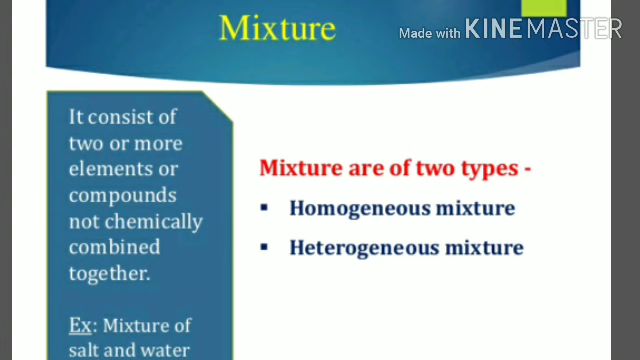 Mixture
Made with KINEMASTER
It consist of
two or more
elements or
compounds
not chemically
combined
together.
Ex: Mixture of
salt and water
Mixture are of two types -
▪ Homogeneous mixture
▪ Heterogeneous mixture